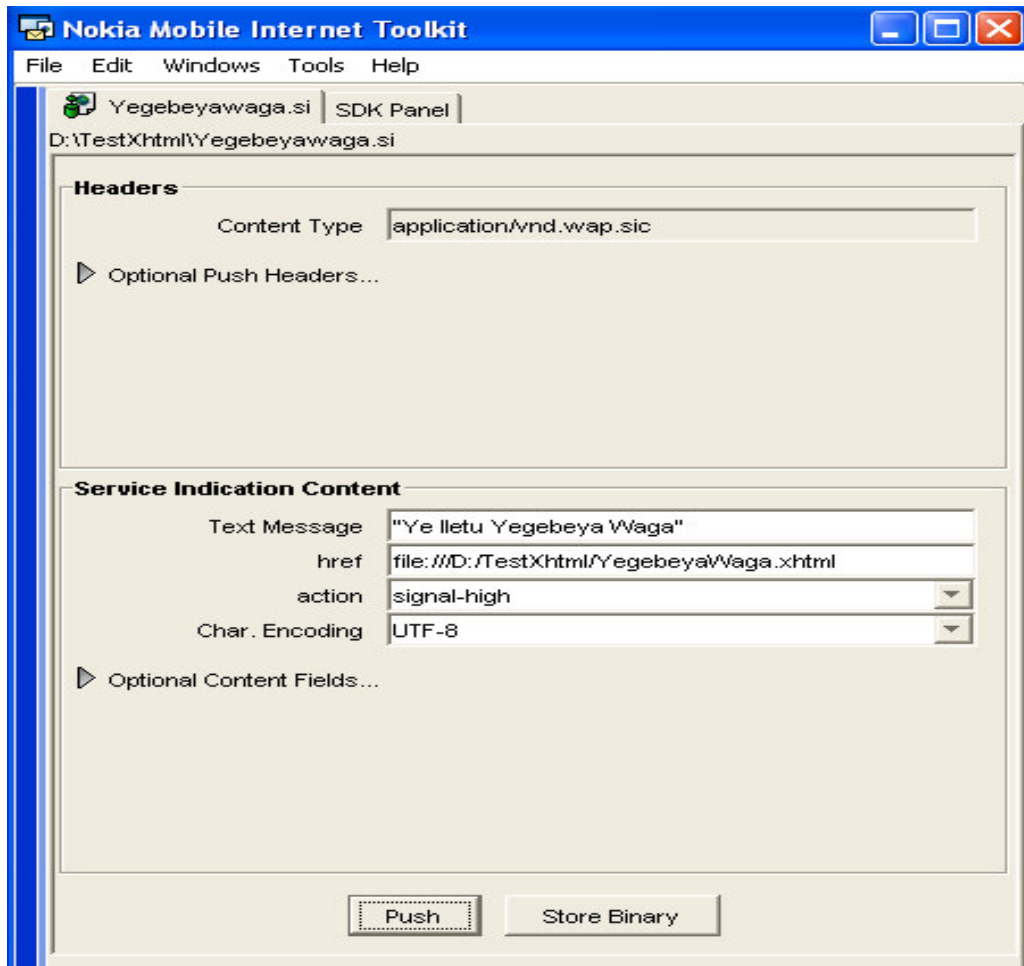 Nokia Mobile Internet Toolkit
File Edit Windows Tools Help
Yegebeyawaga.si SDK Panel
D:\TestXhtml\Yegebeyawaga.si
Headers
Content Type application/vnd.wap.sic
Optional Push Headers...
Service Indication Content
Text Message "Ye Iletu Yegebeya Waga"
href file:///D:/TestXhtml/YegebeyaWaga.xhtml
action signal-high
Char. Encoding UTF-8
Optional Content Fields...
Push Store Binary